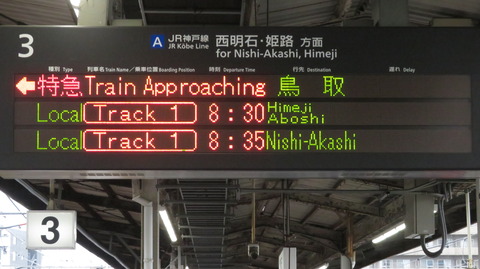 3
A JR神戸線 西明石・姫路 方面
JR Kōbe Line for Nishi-Akashi, Himeji
種別 Type 列車名 Train Name／乗車位置 Boarding Position 時刻 Departure Time 行先 Destination 遅れ Delay
←特急 Train Approaching 鳥 取
Local Track 1 8:30 Himeji Aboshi
Local Track 1 8:35 Nishi-Akashi
3